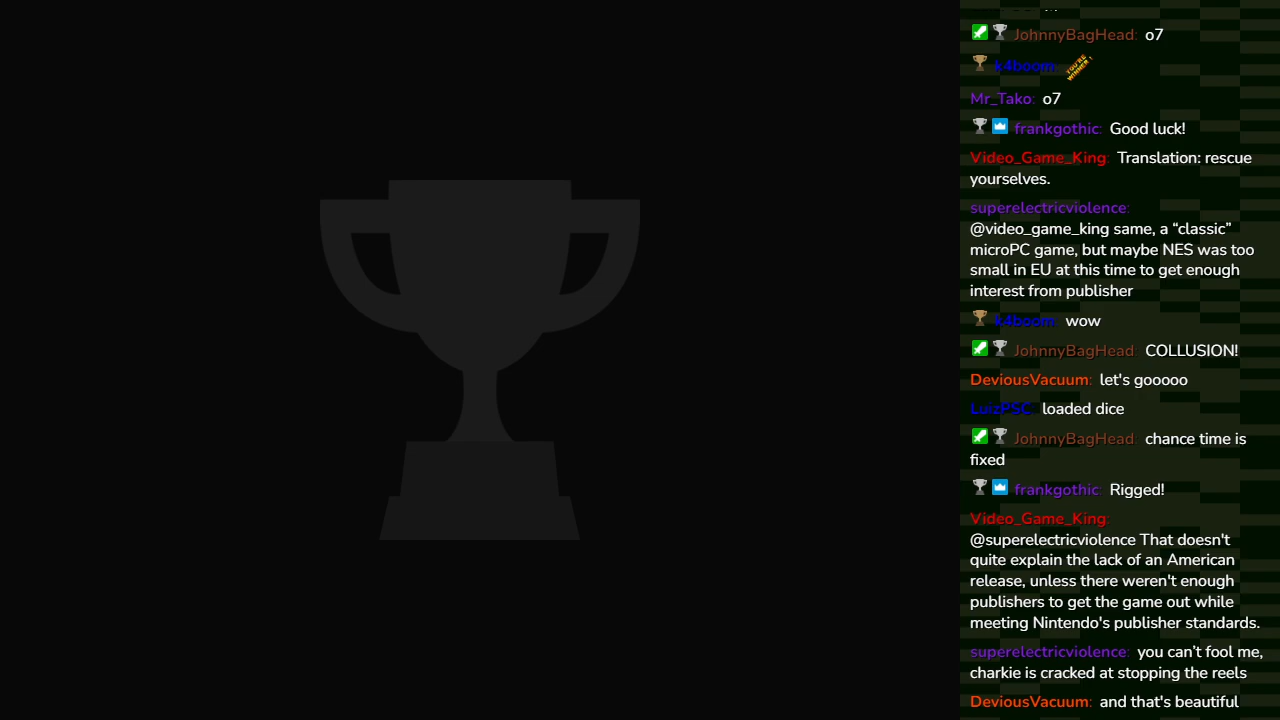 JohnnyBagHead: o7
k4boom: YOU'RE WINNER !
Mr_Tako: o7
frankgothic: Good luck!
Video_Game_King: Translation: rescue
yourselves.
superelectricviolence:
@video_game_king same, a “classic”
microPC game, but maybe NES was too
small in EU at this time to get enough
interest from publisher
k4boom: wow
JohnnyBagHead: COLLUSION!
DeviousVacuum: let's gooooo
LuizPSC: loaded dice
JohnnyBagHead: chance time is
fixed
frankgothic: Rigged!
Video_Game_King:
@superelectricviolence That doesn't
quite explain the lack of an American
release, unless there weren't enough
publishers to get the game out while
meeting Nintendo's publisher standards.
superelectricviolence: you can’t fool me,
charkie is cracked at stopping the reels
DeviousVacuum: and that's beautiful